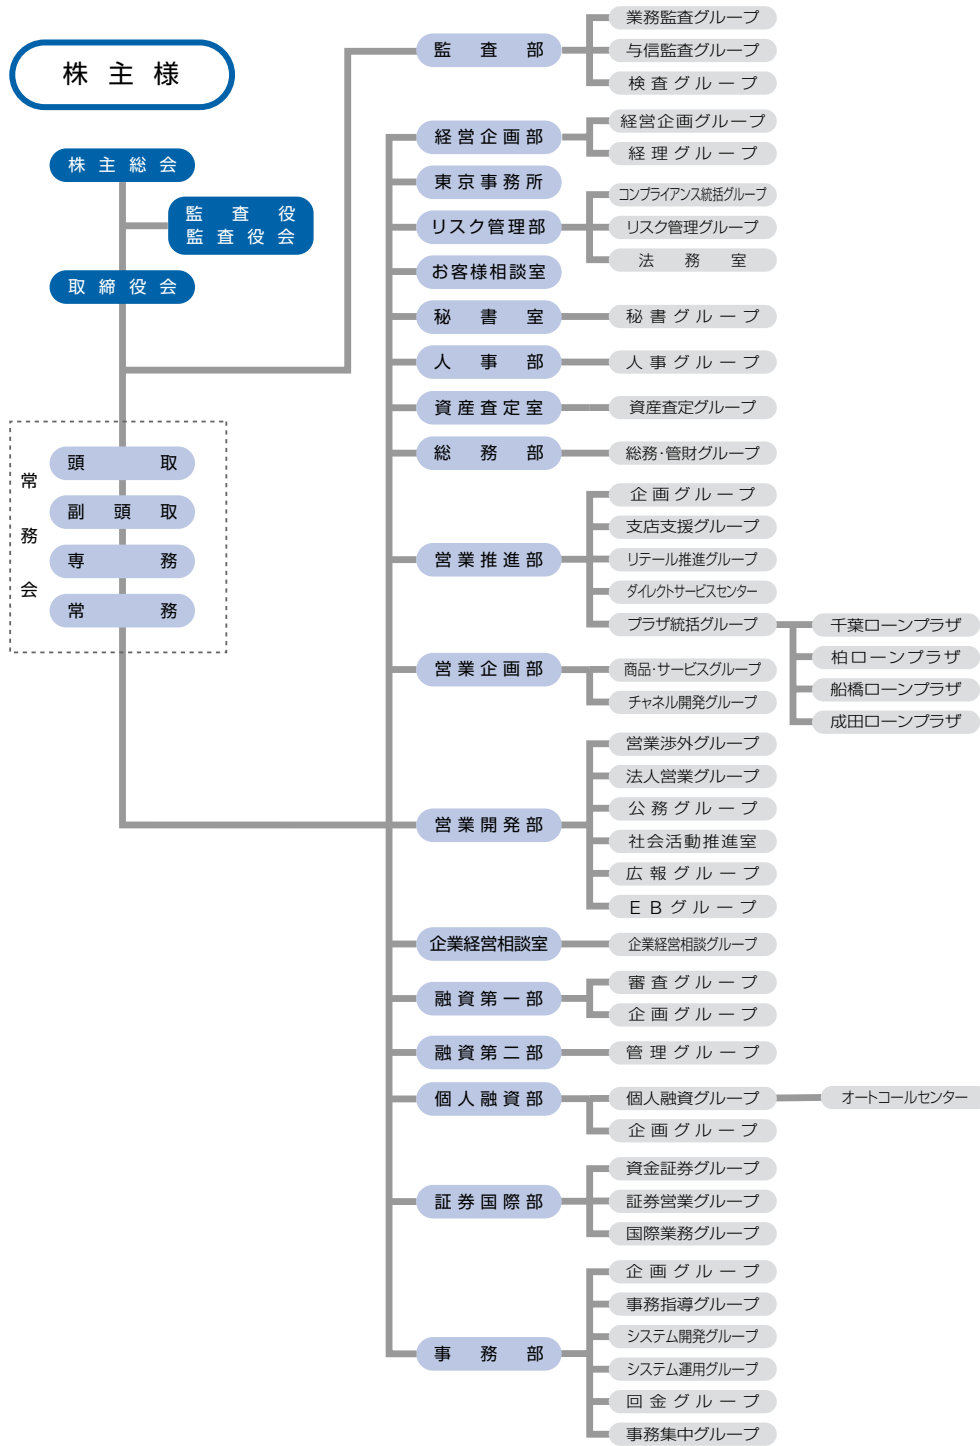 株主様
株主総会
監査役
監査役会
取締役会
常務会
頭取
副頭取
専務
常務
監査部
業務監査グループ
与信監査グループ
検査グループ
経営企画部
経営企画グループ
経理グループ
東京事務所
リスク管理部
コンプライアンス統括グループ
リスク管理グループ
法務室
お客様相談室
秘書室
秘書グループ
人事部
人事グループ
資産査定室
資産査定グループ
総務部
総務・管財グループ
営業推進部
企画グループ
支店支援グループ
リテール推進グループ
ダイレクトサービスセンター
プラザ統括グループ
千葉ローンプラザ
柏ローンプラザ
船橋ローンプラザ
成田ローンプラザ
営業企画部
商品・サービスグループ
チャネル開発グループ
営業開発部
営業渉外グループ
法人営業グループ
公務グループ
社会活動推進室
広報グループ
EBグループ
企業経営相談室
企業経営相談グループ
融資第一部
審査グループ
企画グループ
融資第二部
管理グループ
個人融資部
個人融資グループ
オートコールセンター
企画グループ
証券国際部
資金証券グループ
証券営業グループ
国際業務グループ
事務部
企画グループ
事務指導グループ
システム開発グループ
システム運用グループ
回金グループ
事務集中グループ